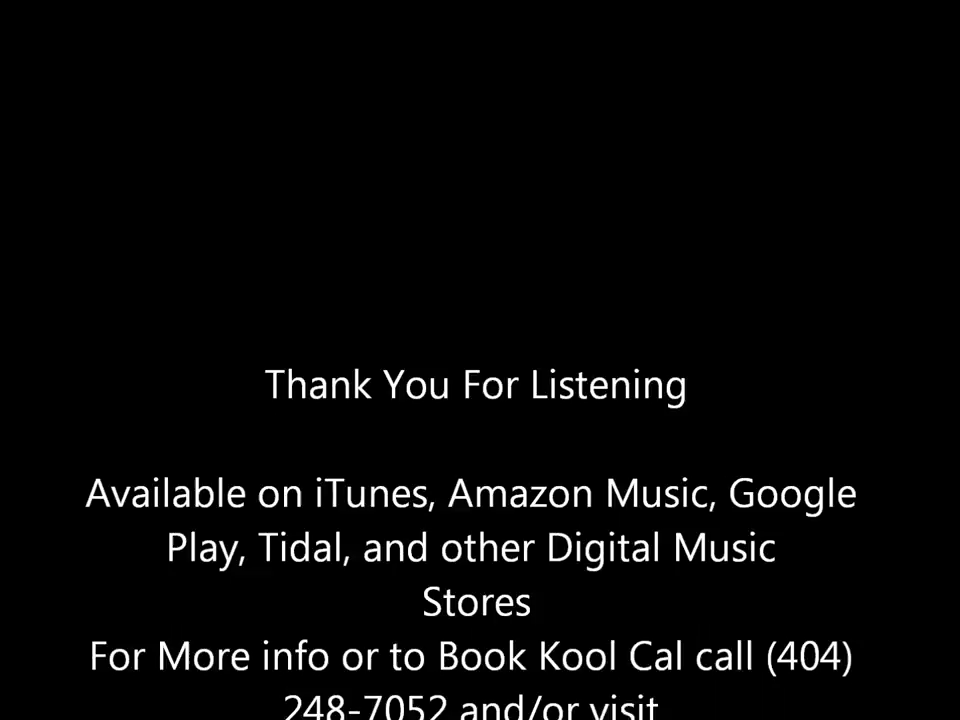 Thank You For Listening
Available on iTunes, Amazon Music, Google
Play, Tidal, and other Digital Music
Stores
For More info or to Book Kool Cal call (404)
248-7052 and/or visit